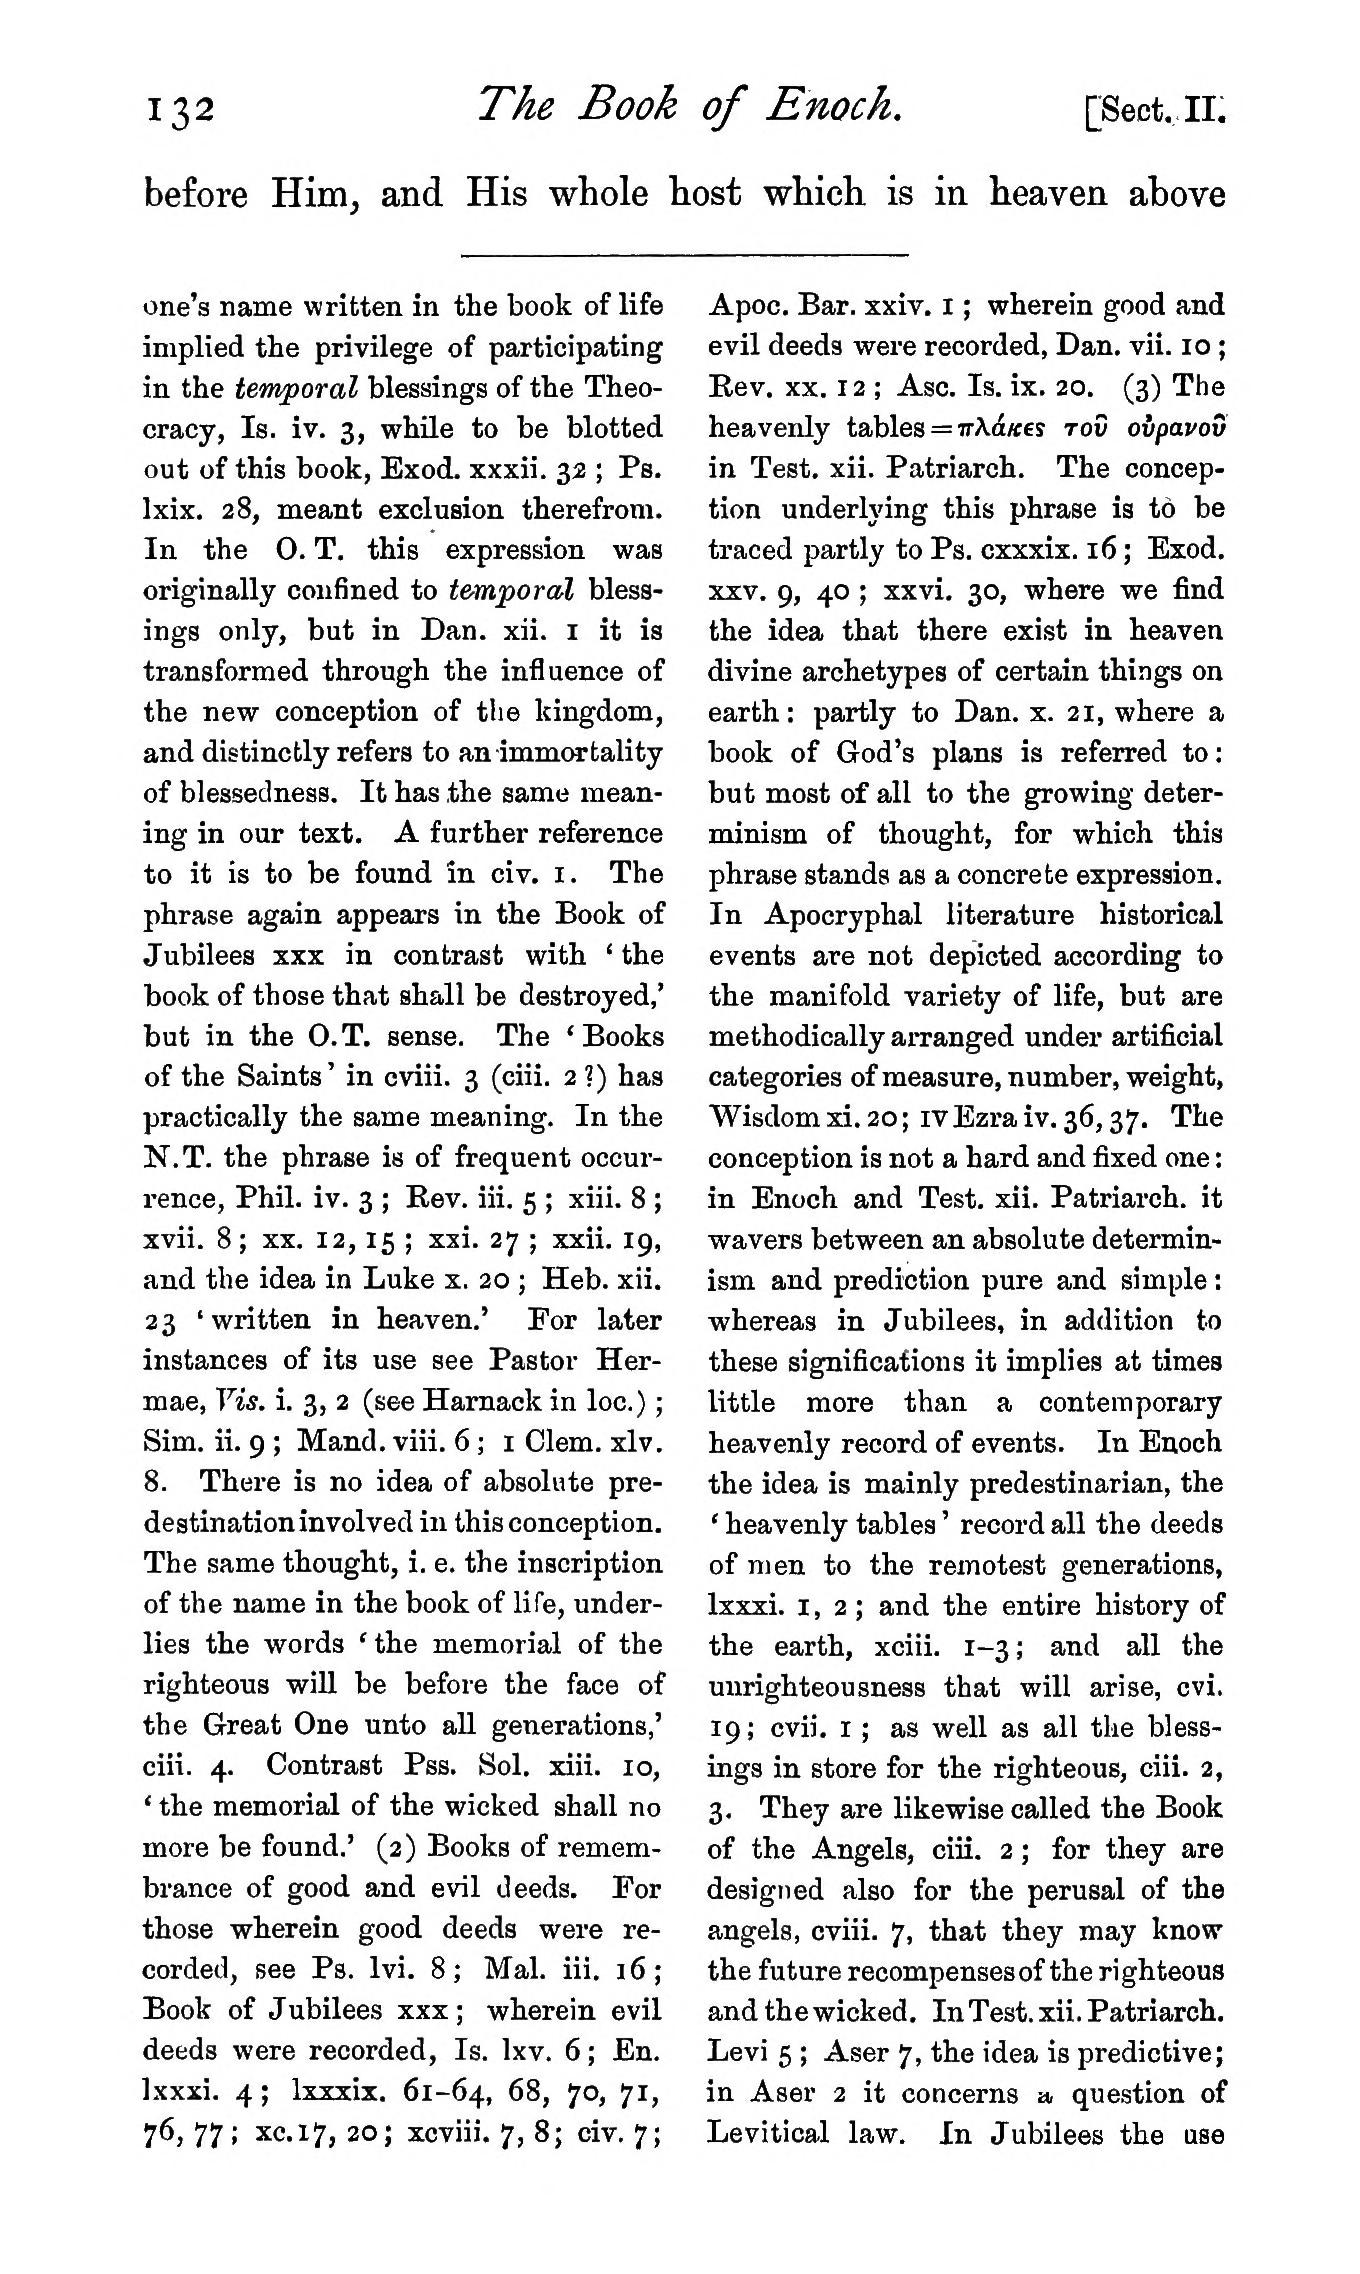 132 The Book of Enoch. [Sect. II.
before Him, and His whole host which is in heaven above
one's name written in the book of life
implied the privilege of participating
in the temporal blessings of the Theo-
cracy, Is. iv. 3, while to be blotted
out of this book, Exod. xxxii. 32 ; Ps.
lxix. 28, meant exclusion therefrom.
In the O. T. this expression was
originally confined to temporal bless-
ings only, but in Dan. xii. 1 it is
transformed through the influence of
the new conception of the kingdom,
and distinctly refers to an immortality
of blessedness. It has the same mean-
ing in our text. A further reference
to it is to be found in civ. 1. The
phrase again appears in the Book of
Jubilees xxx in contrast with ‘ the
book of those that shall be destroyed,’
but in the O.T. sense. The ‘ Books
of the Saints ’ in cviii. 3 (ciii. 2 ?) has
practically the same meaning. In the
N.T. the phrase is of frequent occur-
rence, Phil. iv. 3 ; Rev. iii. 5 ; xiii. 8 ;
xvii. 8 ; xx. 12, 15 ; xxi. 27 ; xxii. 19,
and the idea in Luke x. 20 ; Heb. xii.
23 ‘ written in heaven.’ For later
instances of its use see Pastor Her-
mae, Vis. i. 3, 2 (see Harnack in loc.) ;
Sim. ii. 9 ; Mand. viii. 6 ; 1 Clem. xlv.
8. There is no idea of absolute pre-
destination involved in this conception.
The same thought, i. e. the inscription
of the name in the book of life, under-
lies the words ‘ the memorial of the
righteous will be before the face of
the Great One unto all generations,’
ciii. 4. Contrast Pss. Sol. xiii. 10,
‘ the memorial of the wicked shall no
more be found.’ (2) Books of remem-
brance of good and evil deeds. For
those wherein good deeds were re-
corded, see Ps. lvi. 8 ; Mal. iii. 16 ;
Book of Jubilees xxx ; wherein evil
deeds were recorded, Is. lxv. 6 ; En.
lxxxi. 4 ; lxxxix. 61–64, 68, 70, 71,
76, 77 ; xc. 17, 20 ; xcviii. 7, 8 ; civ. 7 ;
Apoc. Bar. xxiv. 1 ; wherein good and
evil deeds were recorded, Dan. vii. 10 ;
Rev. xx. 12 ; Asc. Is. ix. 20. (3) The
heavenly tables = πλάκες τοῦ οὐρανοῦ
in Test. xii. Patriarch. The concep-
tion underlying this phrase is to be
traced partly to Ps. cxxxix. 16 ; Exod.
xxv. 9, 40 ; xxvi. 30, where we find
the idea that there exist in heaven
divine archetypes of certain things on
earth : partly to Dan. x. 21, where a
book of God's plans is referred to :
but most of all to the growing deter-
minism of thought, for which this
phrase stands as a concrete expression.
In Apocryphal literature historical
events are not depicted according to
the manifold variety of life, but are
methodically arranged under artificial
categories of measure, number, weight,
Wisdom xi. 20 ; IV Ezra iv. 36, 37. The
conception is not a hard and fixed one :
in Enoch and Test. xii. Patriarch. it
wavers between an absolute determin-
ism and prediction pure and simple :
whereas in Jubilees, in addition to
these significations it implies at times
little more than a contemporary
heavenly record of events. In Enoch
the idea is mainly predestinarian, the
‘ heavenly tables ’ record all the deeds
of men to the remotest generations,
lxxxi. 1, 2 ; and the entire history of
the earth, xciii. 1–3 ; and all the
unrighteousness that will arise, cvi.
19 ; cvii. 1 ; as well as all the bless-
ings in store for the righteous, ciii. 2,
3. They are likewise called the Book
of the Angels, ciii. 2 ; for they are
designed also for the perusal of the
angels, cviii. 7, that they may know
the future recompenses of the righteous
and the wicked. In Test. xii. Patriarch.
Levi 5 ; Aser 7, the idea is predictive ;
in Aser 2 it concerns a question of
Levitical law. In Jubilees the use